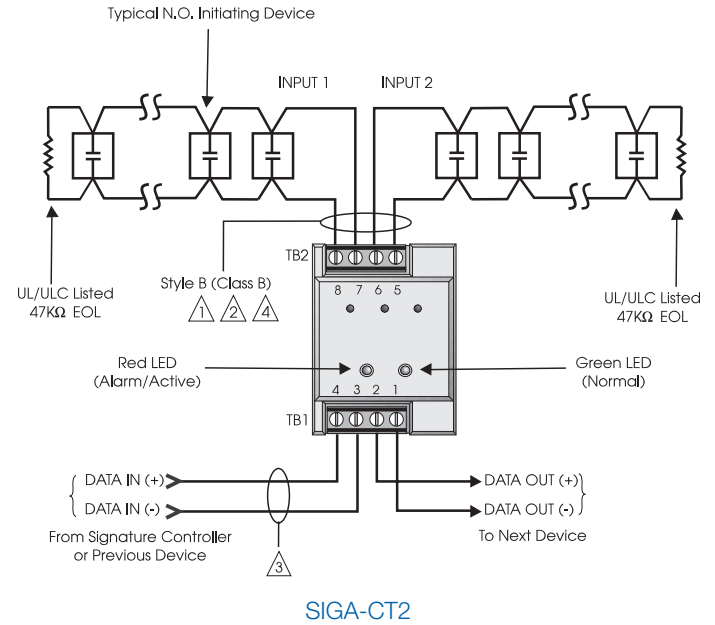 Typical N.O. Initiating Device
INPUT 1 INPUT 2
TB2
8 7 6 5
Style B (Class B)
1 2 4
UL/ULC Listed
47KΩ EOL
UL/ULC Listed
47KΩ EOL
Red LED
(Alarm/Active)
Green LED
(Normal)
4 3 2 1
TB1
DATA IN (+)
DATA IN (-)
From Signature Controller
or Previous Device
3
DATA OUT (+)
DATA OUT (-)
To Next Device
SIGA-CT2